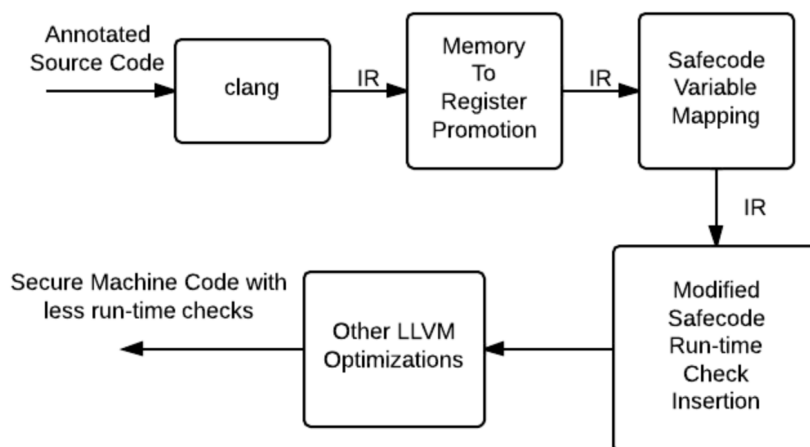 Annotated
Source Code
clang
IR
Memory
To
Register
Promotion
IR
Safecode
Variable
Mapping
IR
Modified
Safecode
Run-time
Check
Insertion
Other LLVM
Optimizations
Secure Machine Code with
less run-time checks